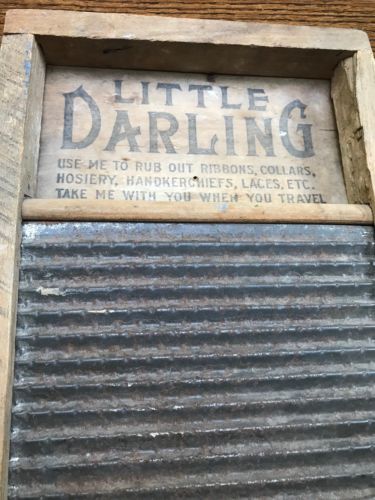 LITTLE
DARLING
USE ME TO RUB OUT RIBBONS, COLLARS,
HOSIERY, HANDKERCHIEFS, LACES, ETC.
TAKE ME WITH YOU WHEN YOU TRAVEL